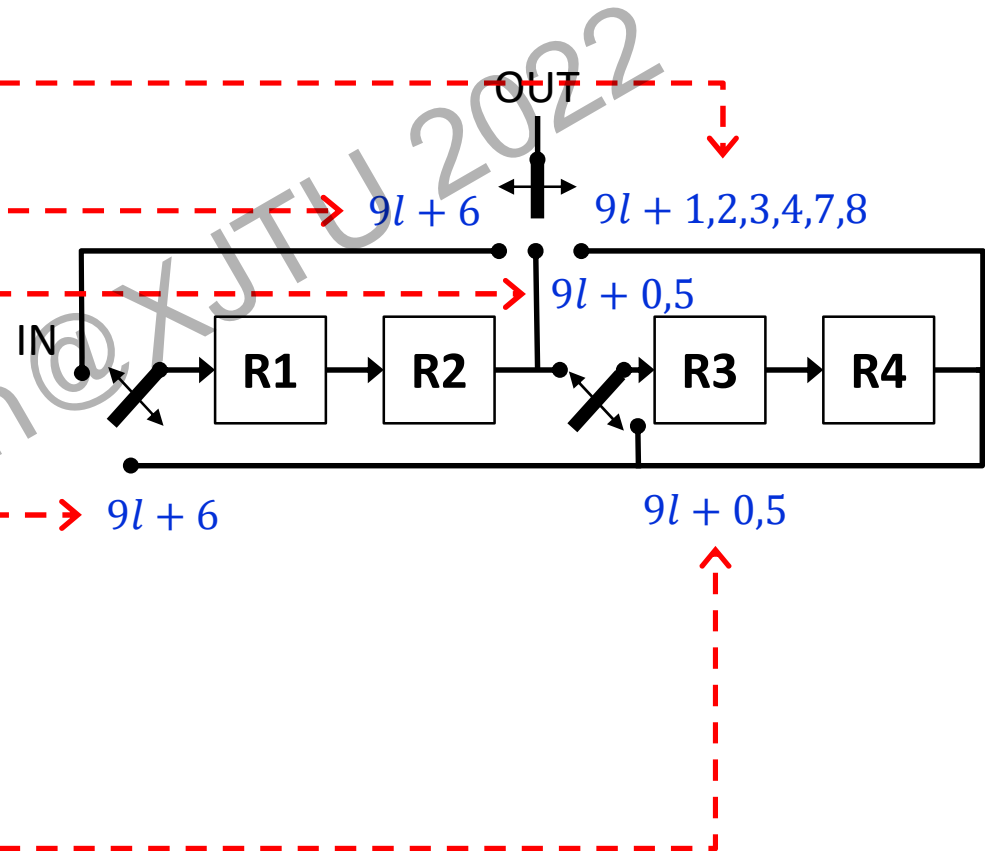 OUT
9l + 6
9l + 1,2,3,4,7,8
9l + 0,5
IN
R1
R2
R3
R4
9l + 6
9l + 0,5
@XJTU 2022